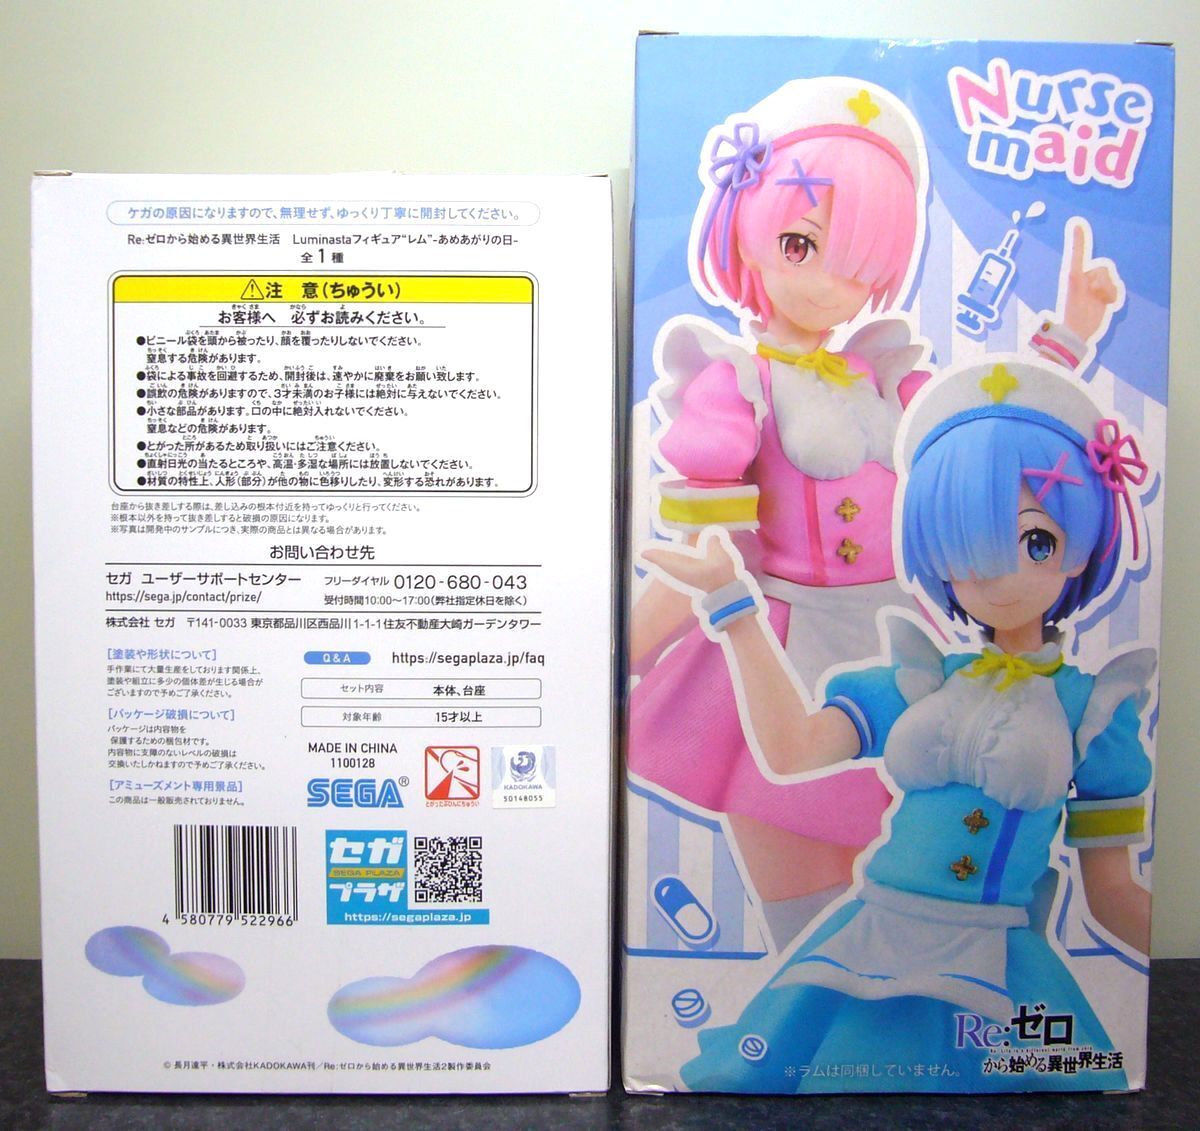 ケガの原因になりますので、無理せず、ゆっくり丁寧に開封してください。
Re:ゼロから始める異世界生活 Luminastaフィギュア“レム”-あめあがりの日-
全1種
⚠注 意(ちゅうい)
お客様へ 必ずお読みください。
●ビニール袋を頭から被ったり、顔を覆ったりしないでください。
窒息する危険があります。
●袋による事故を回避するため、開封後は、速やかに廃棄をお願い致します。
●誤飲の危険がありますので、3才未満のお子様には絶対に与えないでください。
●小さな部品があります。口の中に絶対入れないでください。
窒息などの危険があります。
●とがった所があるため取り扱いにはご注意ください。
●直射日光の当たるところや、高温・多湿な場所には放置しないでください。
●材質の特性上、人形(部分)が他の物に色移りしたり、変形する恐れがあります。
台座から抜き差しする際は、差し込みの根本付近を持ってゆっくりと行ってください。
※根本以外を持って抜き差しすると破損の原因になります。
※写真は開発中のサンプルにつき、実際の商品とは異なる場合があります。
お問い合わせ先
セガ ユーザーサポートセンター フリーダイヤル 0120-680-043
https://sega.jp/contact/prize/ 受付時間10:00〜17:00(弊社指定休日を除く)
株式会社 セガ 〒141-0033 東京都品川区西品川1-1-1住友不動産大崎ガーデンタワー
[塗装や形状について]
手作業にて大量生産をしております関係上、
塗装や組立に多少の個体差が生じる場合が
ございますので予めご了承ください。
[パッケージ破損について]
パッケージは内容物を
保護するための梱包材です。
内容物に支障のないレベルの破損は
交換いたしかねますので予めご了承ください。
[アミューズメント専用景品]
この商品は一般販売されておりません。
Q&A https://segaplaza.jp/faq
セット内容 本体、台座
対象年齢 15才以上
MADE IN CHINA
1100128
SEGA®
とがったぶひんにちゅうい
KADOKAWA
50148055
4 580779 522966
セガ
SEGA PLAZA
プラザ
https://segaplaza.jp
© 長月達平・株式会社KADOKAWA刊/Re:ゼロから始める異世界生活2製作委員会
Nurse
maid
Re:ゼロ
Re: Life in a different world from zero
から始める異世界生活
※ラムは同梱していません。